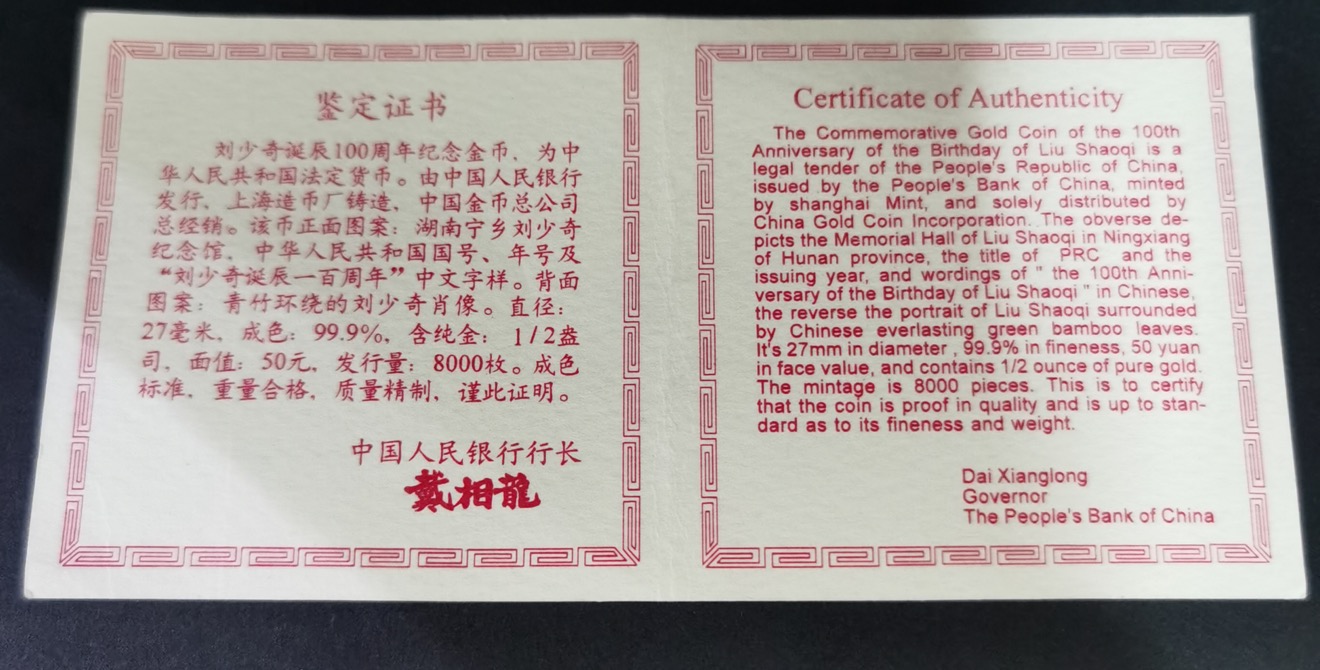 鉴定证书
刘少奇诞辰100周年纪念金币、为中
华人民共和国法定货币。由中国人民银行
发行、上海造币厂铸造、中国金币总公司
总经销。该币正面图案：湖南宁乡刘少奇
纪念馆、中华人民共和国国号、年号及
“刘少奇诞辰一百周年”中文字样。背面
图案：青竹环绕的刘少奇肖像。直径：
27毫米，成色：99.9%，含纯金：1/2盎
司，面值：50元，发行量：8000枚。成色
标准，重量合格，质量精制，谨此证明。
中国人民银行行长
戴相龍
Certificate of Authenticity
The Commemorative Gold Coin of the 100th
Anniversary of the Birthday of Liu Shaoqi is a
legal tender of the People's Republic of China,
issued by the People's Bank of China, minted
by shanghai Mint, and solely distributed by
China Gold Coin Incorporation. The obverse de-
picts the Memorial Hall of Liu Shaoqi in Ningxiang
of Hunan province, the title of PRC and the
issuing year, and wordings of " the 100th Anni-
versary of the Birthday of Liu Shaoqi " in Chinese,
the reverse the portrait of Liu Shaoqi surrounded
by Chinese everlasting green bamboo leaves.
It's 27mm in diameter , 99.9% in fineness, 50 yuan
in face value, and contains 1/2 ounce of pure gold.
The mintage is 8000 pieces. This is to certify
that the coin is proof in quality and is up to stan-
dard as to its fineness and weight.
Dai Xianglong
Governor
The People's Bank of China